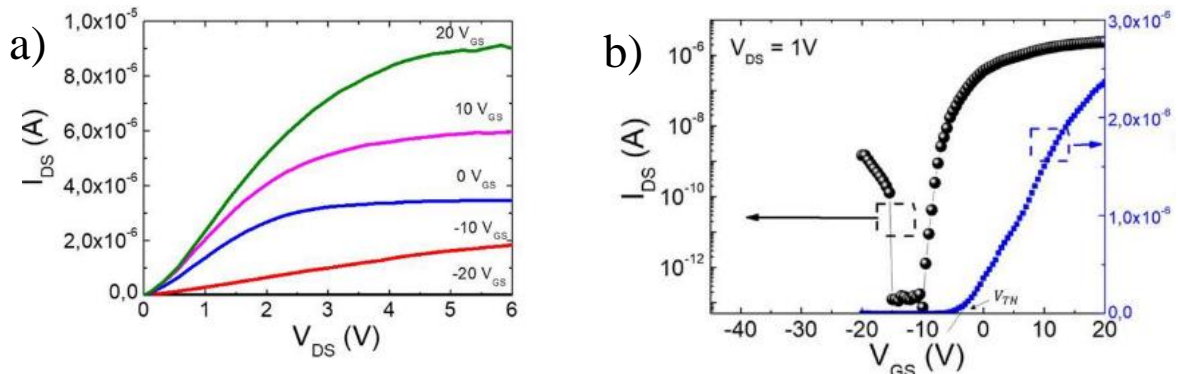 a)
I_DS (A)
1,0x10^-5
8,0x10^-6
6,0x10^-6
4,0x10^-6
2,0x10^-6
0,0
20 V_GS
10 V_GS
0 V_GS
-10 V_GS
-20 V_GS
0 1 2 3 4 5 6
V_DS (V)
b)
V_DS = 1V
I_DS (A)
10^-6
10^-8
10^-10
10^-12
3,0x10^-6
2,0x10^-6
1,0x10^-6
0,0
V_TH
-40 -30 -20 -10 0 10 20
V_GS (V)